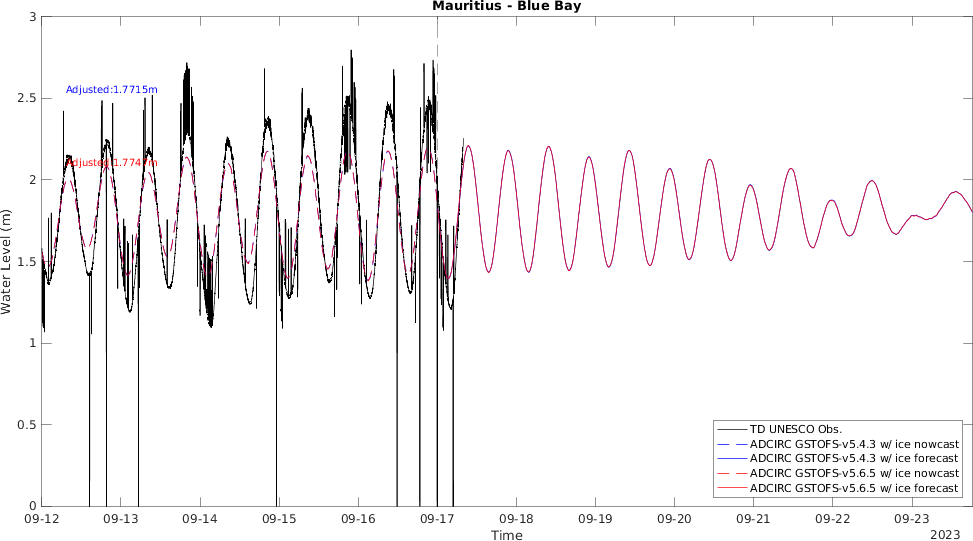 Mauritius - Blue Bay
3
2.5
2
1.5
1
0.5
0
Water Level (m)
Adjusted:1.7715m
Adjusted:1.774 m
TD UNESCO Obs.
ADCIRC GSTOFS-v5.4.3 w/ ice nowcast
ADCIRC GSTOFS-v5.4.3 w/ ice forecast
ADCIRC GSTOFS-v5.6.5 w/ ice nowcast
ADCIRC GSTOFS-v5.6.5 w/ ice forecast
09-12 09-13 09-14 09-15 09-16 09-17 09-18 09-19 09-20 09-21 09-22 09-23
Time
2023